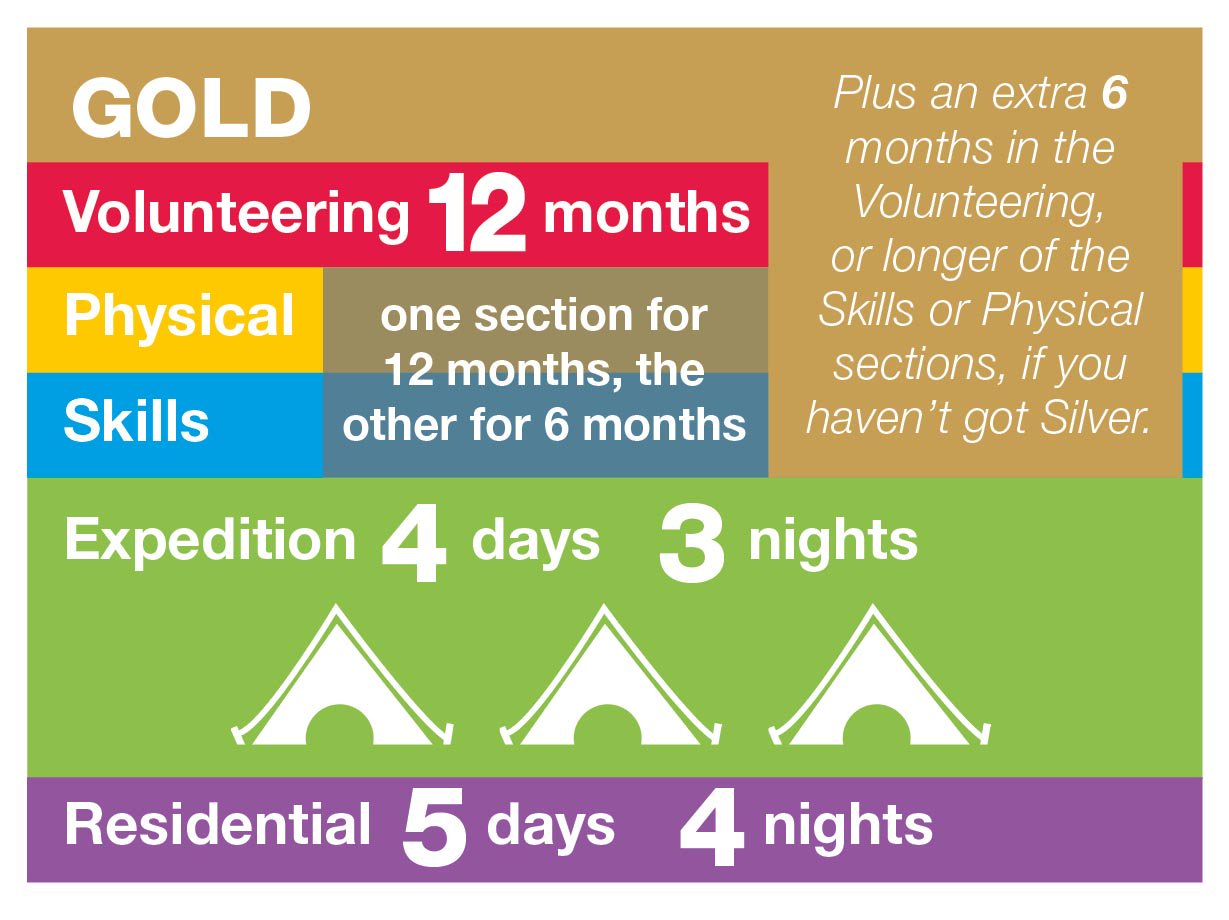 GOLD
Plus an extra 6
months in the
Volunteering,
or longer of the
Skills or Physical
sections, if you
haven’t got Silver.
Volunteering 12 months
Physical
Skills
one section for
12 months, the
other for 6 months
Expedition 4 days 3 nights
Residential 5 days 4 nights